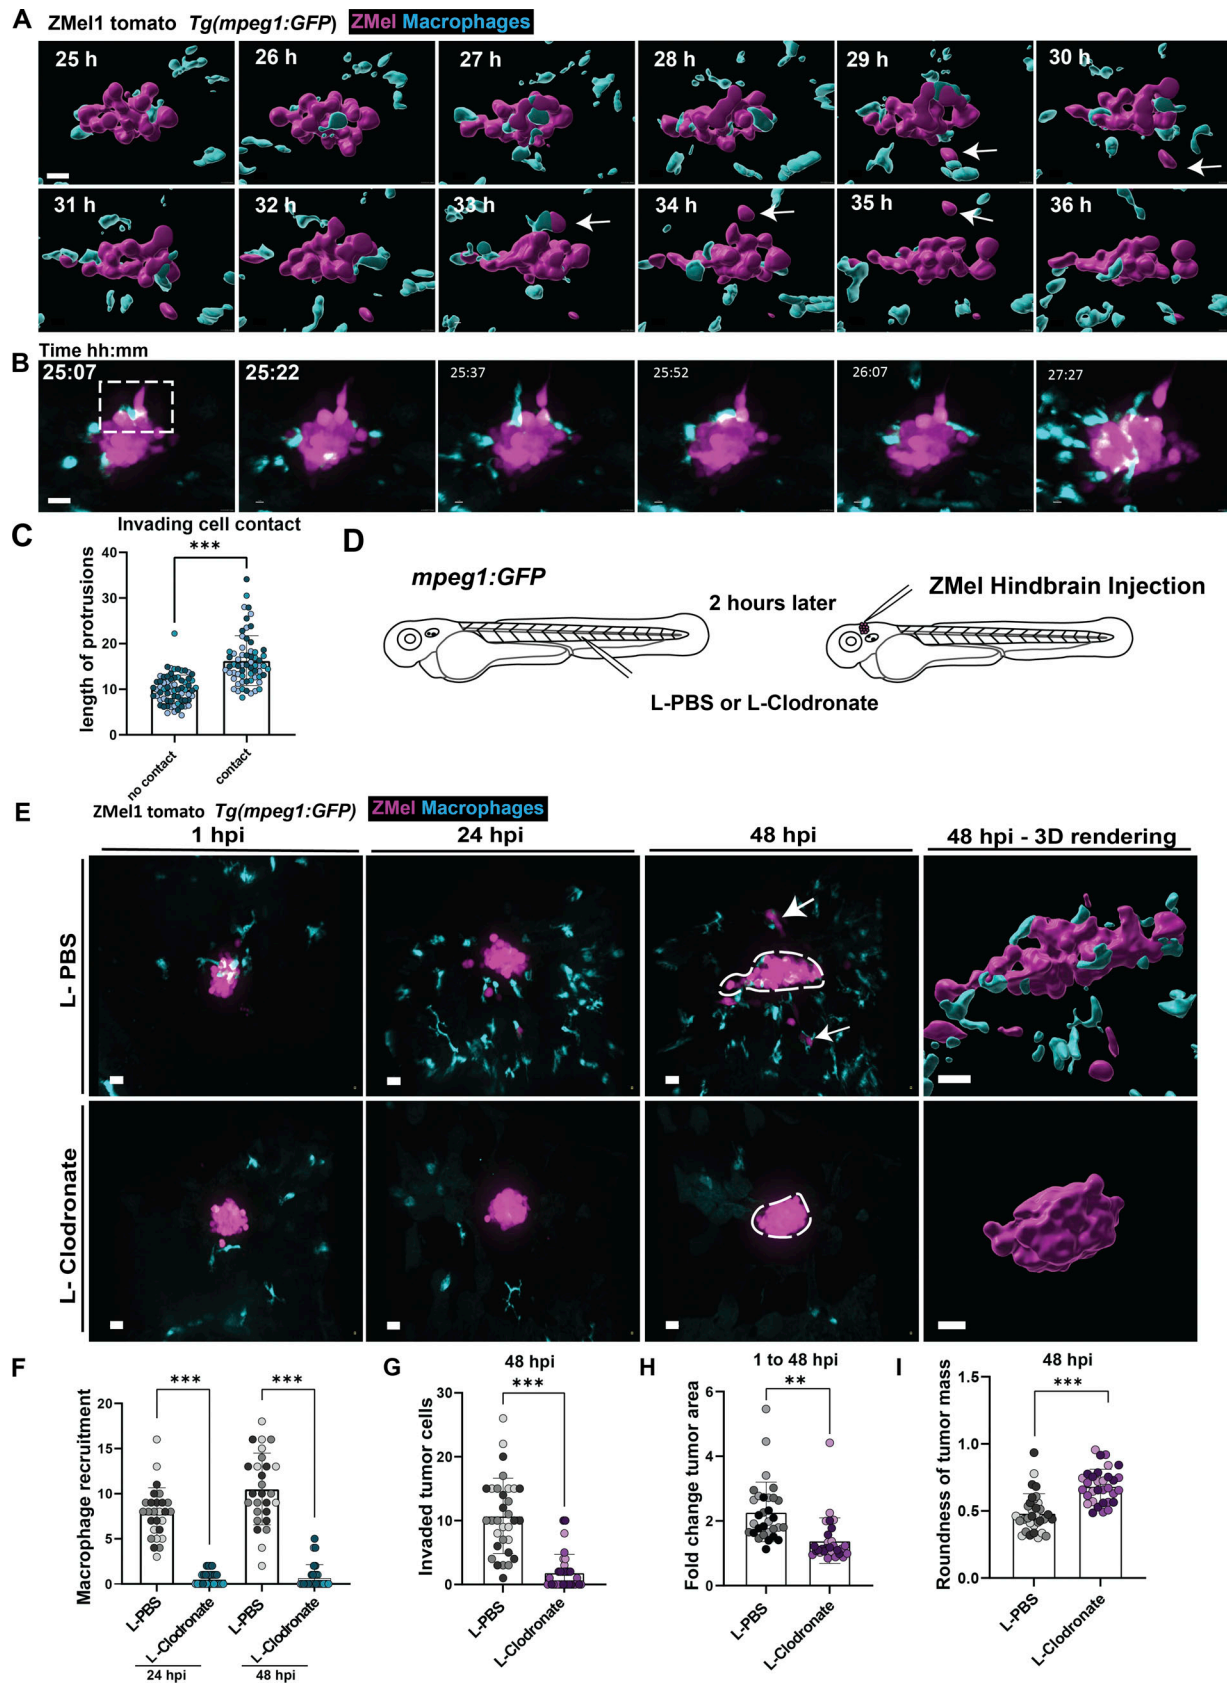 A ZMel1 tomato Tg(mpeg1:GFP) ZMel Macrophages
25 h 26 h 27 h 28 h 29 h 30 h
31 h 32 h 33 h 34 h 35 h 36 h
Time hh:mm
B 25:07 25:22 25:37 25:52 26:07 27:27
C Invading cell contact
***
length of protrusions
40
30
20
10
0
no contact contact
D
mpeg1:GFP
2 hours later
ZMel Hindbrain Injection
L-PBS or L-Clodronate
E ZMel1 tomato Tg(mpeg1:GFP) ZMel Macrophages
1 hpi 24 hpi 48 hpi 48 hpi - 3D rendering
L- PBS
L- Clodronate
F
Macrophage recruitment
*** ***
20
15
10
5
0
L-PBS L-Clodronate L-PBS L-Clodronate
24 hpi 48 hpi
G 48 hpi
***
Invaded tumor cells
30
20
10
0
L-PBS L-Clodronate
H 1 to 48 hpi
**
Fold change tumor area
6
4
2
0
L-PBS L-Clodronate
I 48 hpi
***
Roundness of tumor mass
1.5
1.0
0.5
0.0
L-PBS L-Clodronate